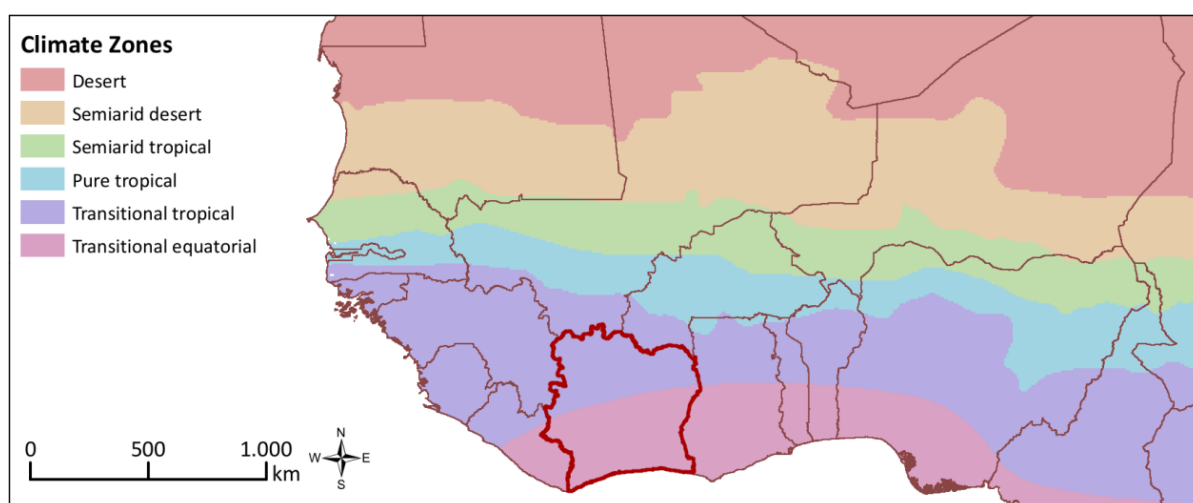 Climate Zones
Desert
Semiarid desert
Semiarid tropical
Pure tropical
Transitional tropical
Transitional equatorial
0 500 1.000
km
N
W E
S